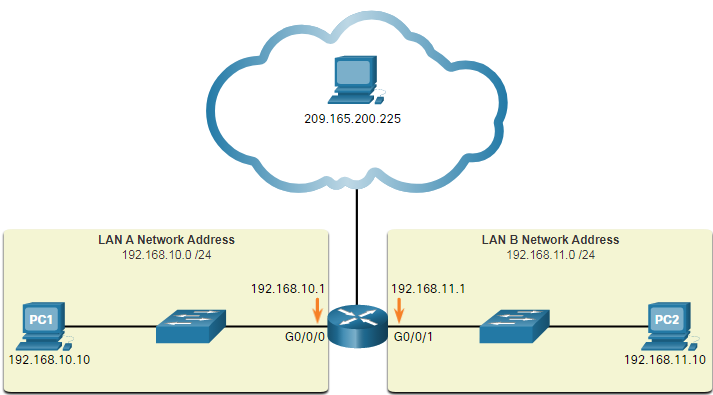 209.165.200.225
LAN A Network Address
192.168.10.0 /24
LAN B Network Address
192.168.11.0 /24
192.168.10.1
192.168.11.1
PC1
PC2
G0/0/0
G0/0/1
192.168.10.10
192.168.11.10